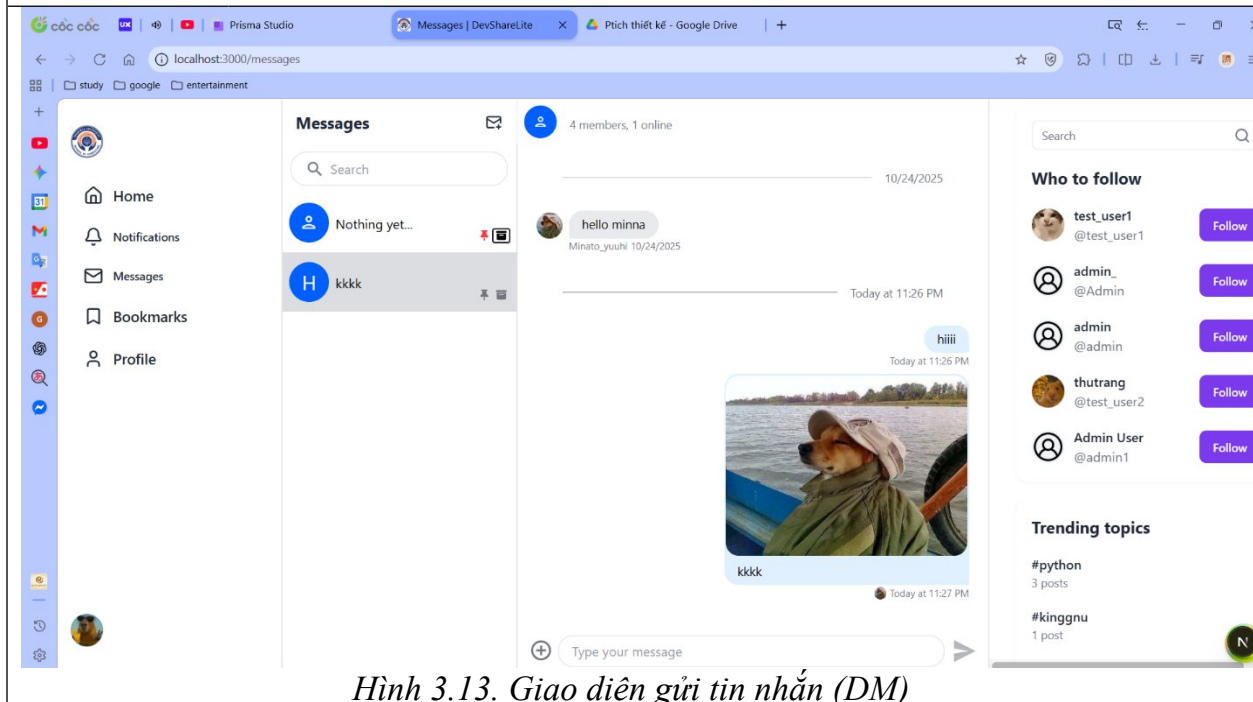 cốc cốc
UX
Prisma Studio
Messages | DevShareLite
Ptich thiết kế - Google Drive
localhost:3000/messages
study
google
entertainment
31
G
あ
Home
Notifications
Messages
Bookmarks
Profile
Messages
Search
Nothing yet...
H
kkkk
4 members, 1 online
10/24/2025
hello minna
Minato_yuuhi 10/24/2025
Today at 11:26 PM
hiiii
Today at 11:26 PM
kkkk
Today at 11:27 PM
Type your message
Search
Who to follow
test_user1
@test_user1
Follow
admin_
@Admin
Follow
admin
@admin
Follow
thutrang
@test_user2
Follow
Admin User
@admin1
Follow
Trending topics
#python
3 posts
#kinggnu
1 post
N
Hình 3.13. Giao diện gửi tin nhắn (DM)